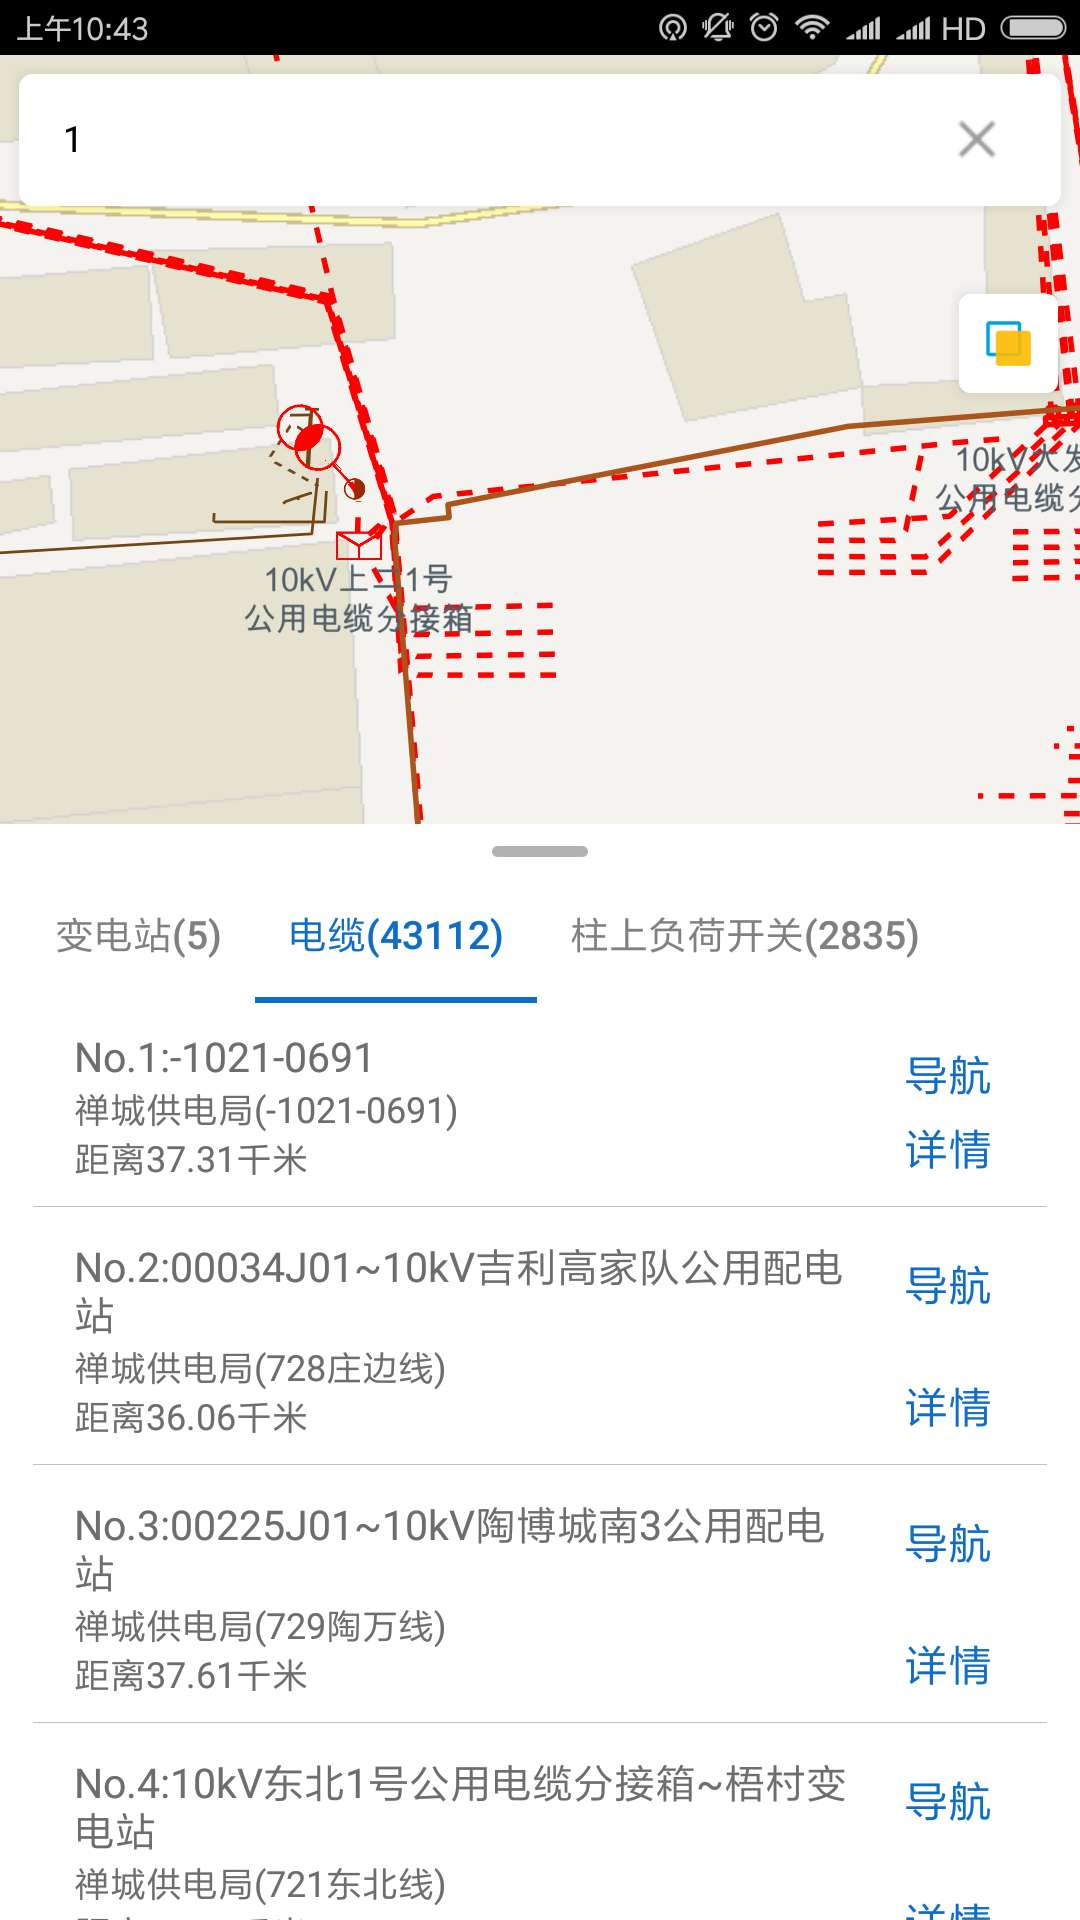 上午10:43
HD
1
10kV大发
公用电缆分
10kV上二1号
公用电缆分接箱
变电站(5)
电缆(43112)
柱上负荷开关(2835)
No.1:-1021-0691
禅城供电局(-1021-0691)
距离37.31千米
导航
详情
No.2:00034J01~10kV吉利高家队公用配电
站
禅城供电局(728庄边线)
距离36.06千米
导航
详情
No.3:00225J01~10kV陶博城南3公用配电
站
禅城供电局(729陶万线)
距离37.61千米
导航
详情
No.4:10kV东北1号公用电缆分接箱~梧村变
电站
禅城供电局(721东北线)
导航
详情